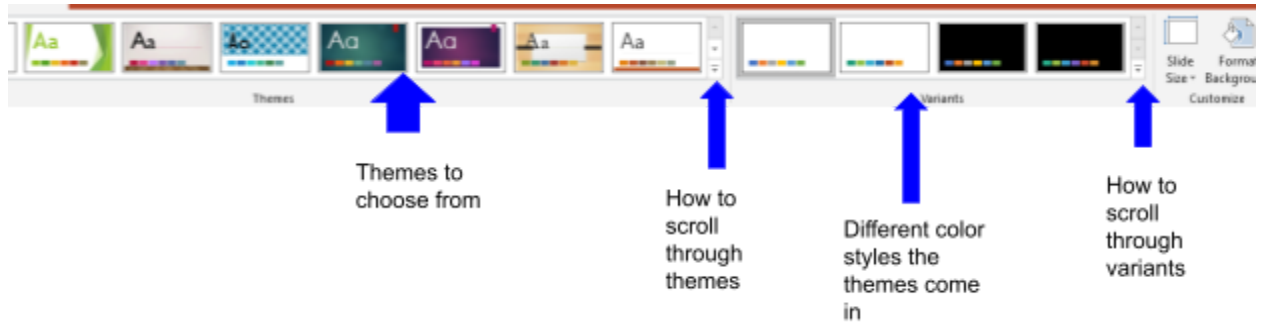 Aa Aa Aa Aa Aa Aa Aa
Slide Format
Size Backgrou
Themes Variants Customize
Themes to
choose from
How to
scroll
through
themes
Different color
styles the
themes come
in
How to
scroll
through
variants